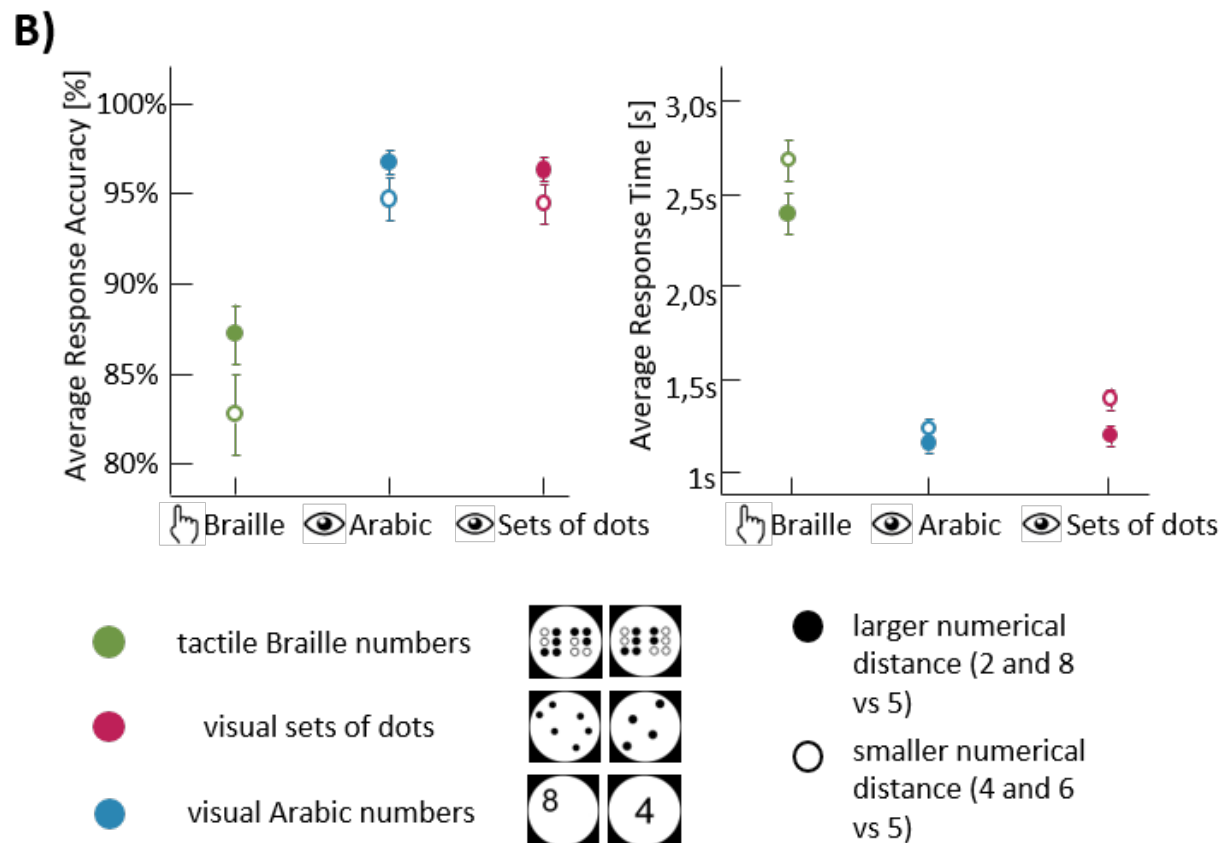 B)
Average Response Accuracy [%]
100%
95%
90%
85%
80%
Braille Arabic Sets of dots
Average Response Time [s]
3,0s
2,5s
2,0s
1,5s
1s
Braille Arabic Sets of dots
tactile Braille numbers
visual sets of dots
visual Arabic numbers
8 4
larger numerical
distance (2 and 8
vs 5)
smaller numerical
distance (4 and 6
vs 5)